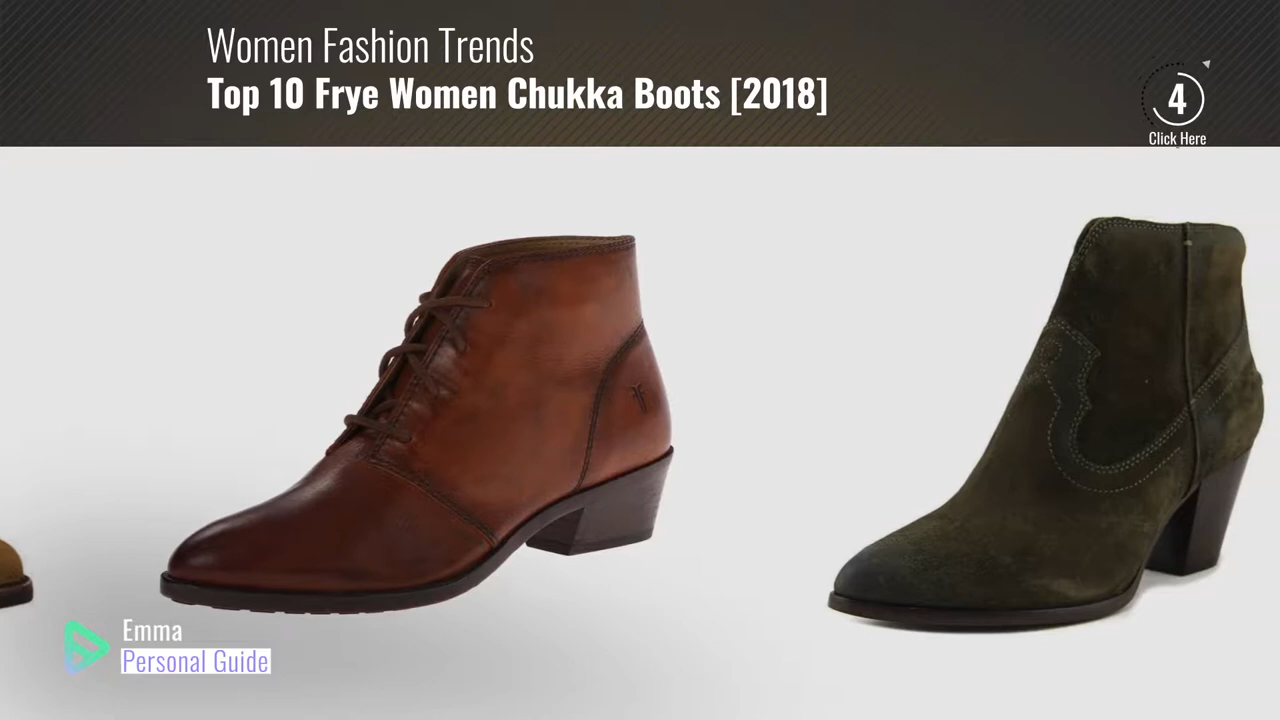 Women Fashion Trends
Top 10 Frye Women Chukka Boots [2018]
4
Click Here
Emma
Personal Guide